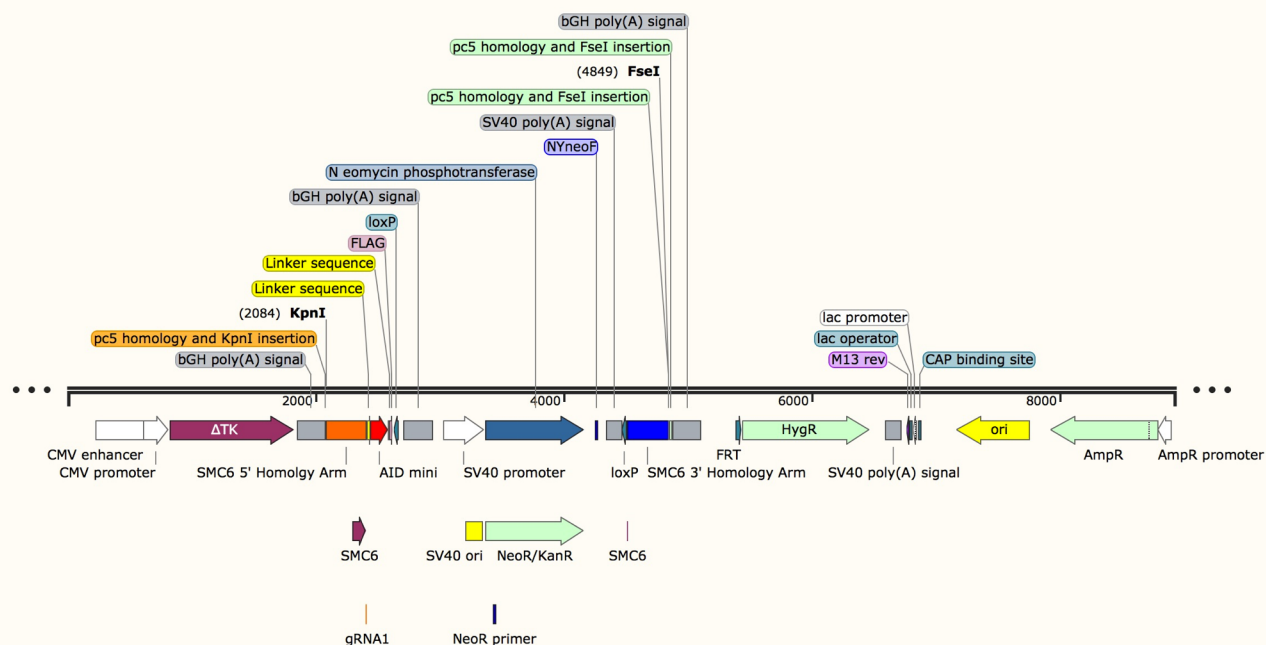 bGH poly(A) signal
pc5 homology and FseI insertion
(4849) FseI
pc5 homology and FseI insertion
SV40 poly(A) signal
NYneoF
N eomycin phosphotransferase
bGH poly(A) signal
loxP
FLAG
Linker sequence
Linker sequence
(2084) KpnI
lac promoter
pc5 homology and KpnI insertion
lac operator
bGH poly(A) signal
M13 rev
CAP binding site
2000 4000 6000 8000
ΔTK HygR ori
CMV enhancer FRT AmpR AmpR promoter
CMV promoter SMC6 5' Homolgy Arm AID mini SV40 promoter loxP SMC6 3' Homology Arm SV40 poly(A) signal
SMC6 SV40 ori NeoR/KanR SMC6
gRNA1 NeoR primer